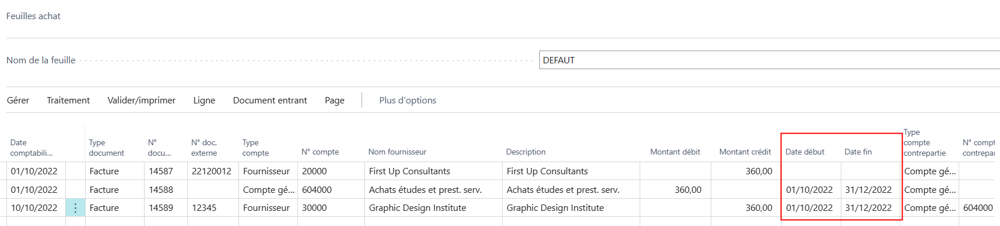 Feuilles achat
Nom de la feuille DEFAUT
Gérer Traitement Valider/imprimer Ligne Document entrant Page Plus d'options
Date comptabili... Type document N° docu... N° doc. externe Type compte N° compte Nom fournisseur Description Montant débit Montant crédit Date début Date fin Type compte contrepartie N° compt contrepar
01/10/2022 Facture 14587 22120012 Fournisseur 20000 First Up Consultants First Up Consultants 360,00 Compte gé...
01/10/2022 Facture 14588 Compte gé... 604000 Achats études et prest. serv. Achats études et prest. serv. 360,00 01/10/2022 31/12/2022 Compte gé...
10/10/2022 Facture 14589 12345 Fournisseur 30000 Graphic Design Institute Graphic Design Institute 360,00 01/10/2022 31/12/2022 Compte gé... 604000